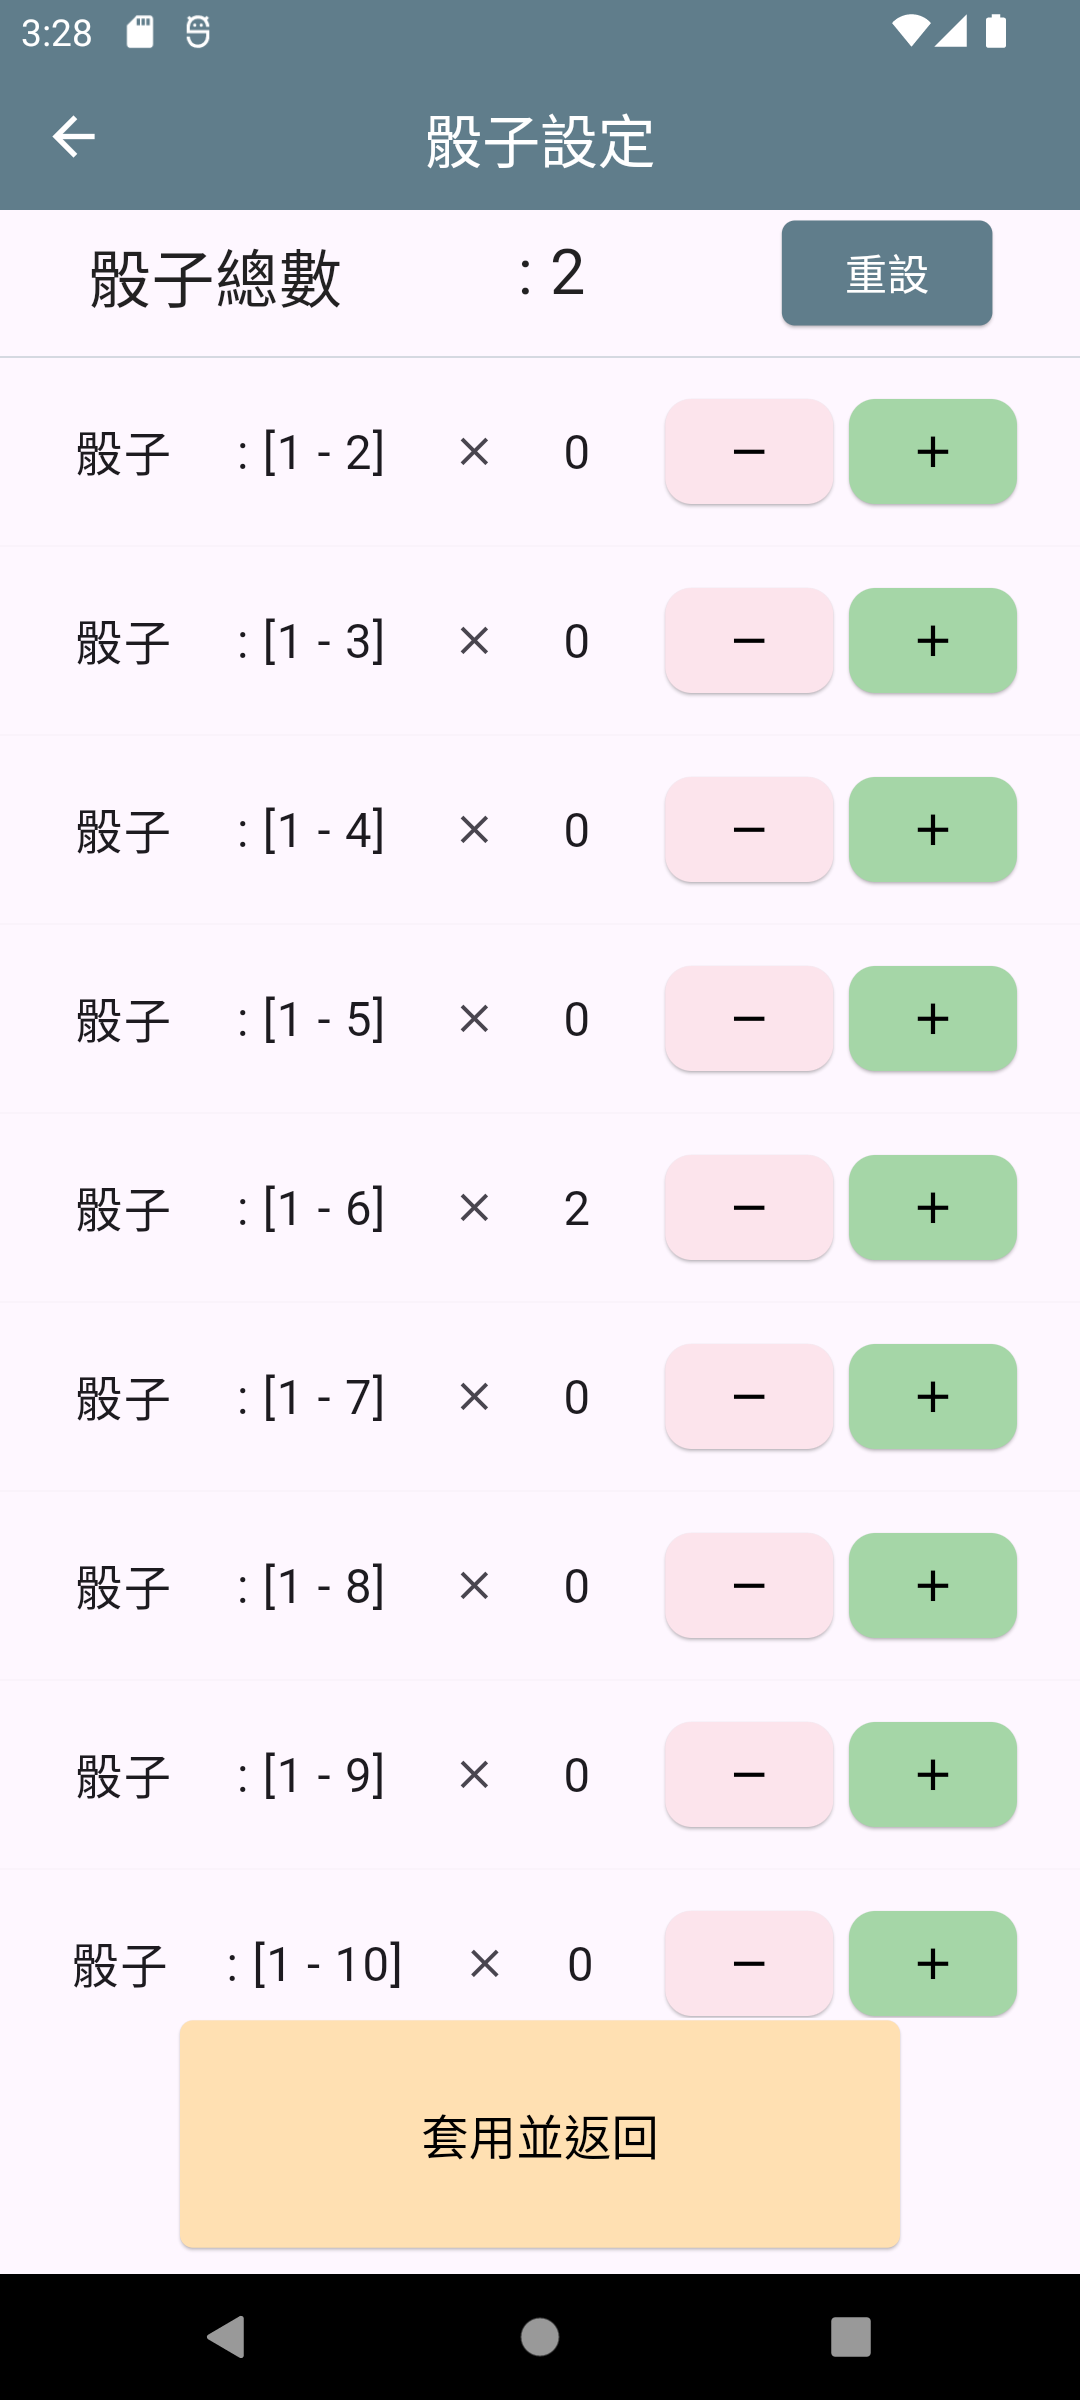 3:28
骰子設定
骰子總數 : 2 重設
骰子 : [1 - 2] × 0 − +
骰子 : [1 - 3] × 0 − +
骰子 : [1 - 4] × 0 − +
骰子 : [1 - 5] × 0 − +
骰子 : [1 - 6] × 2 − +
骰子 : [1 - 7] × 0 − +
骰子 : [1 - 8] × 0 − +
骰子 : [1 - 9] × 0 − +
骰子 : [1 - 10] × 0 − +
套用並返回